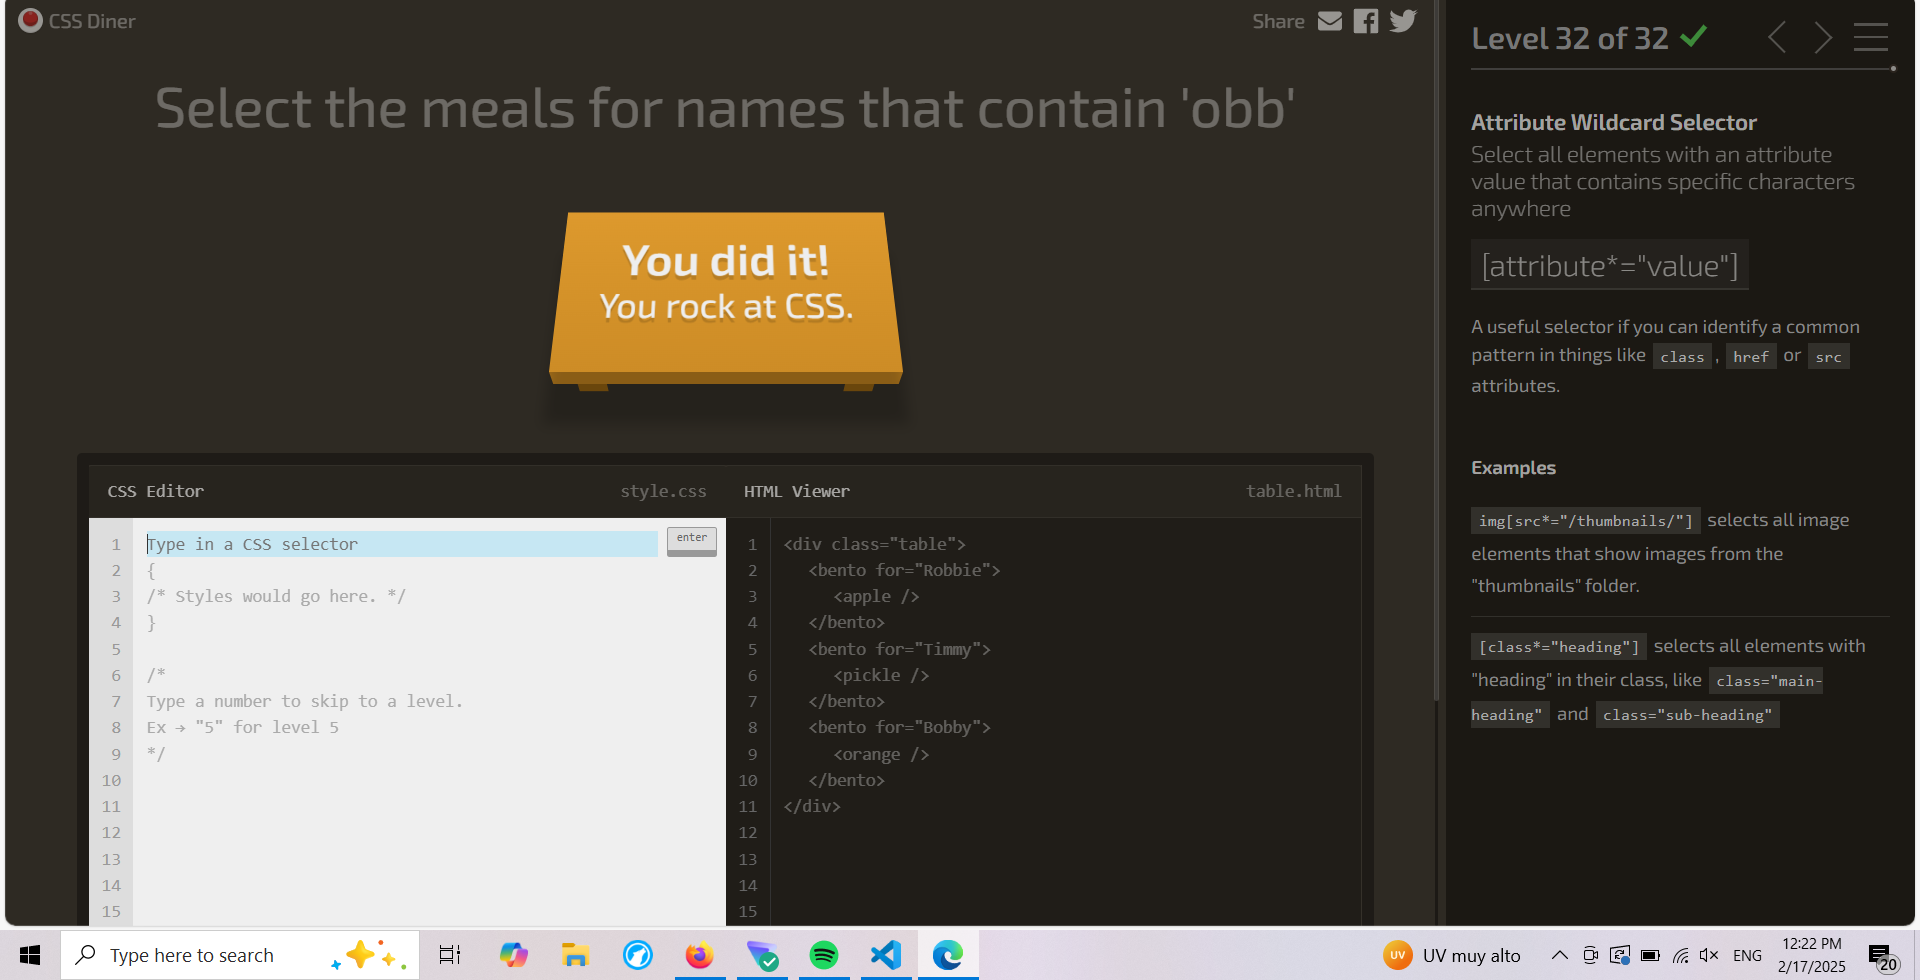 CSS Diner
Share
Select the meals for names that contain 'obb'
You did it!
You rock at CSS.
CSS Editor
style.css
HTML Viewer
table.html
1 Type in a CSS selector
enter
2 {
3 /* Styles would go here. */
4 }
5
6 /*
7 Type a number to skip to a level.
8 Ex → "5" for level 5
9 */
10
11
12
13
14
15
1 <div class="table">
2 <bento for="Robbie">
3 <apple />
4 </bento>
5 <bento for="Timmy">
6 <pickle />
7 </bento>
8 <bento for="Bobby">
9 <orange />
10 </bento>
11 </div>
12
13
14
15
Level 32 of 32
Attribute Wildcard Selector
Select all elements with an attribute
value that contains specific characters
anywhere
[attribute*="value"]
A useful selector if you can identify a common
pattern in things like class , href or src
attributes.
Examples
img[src*="/thumbnails/"] selects all image
elements that show images from the
"thumbnails" folder.
[class*="heading"] selects all elements with
"heading" in their class, like class="main-
heading" and class="sub-heading"
Type here to search
UV UV muy alto
ENG
12:22 PM
2/17/2025
20